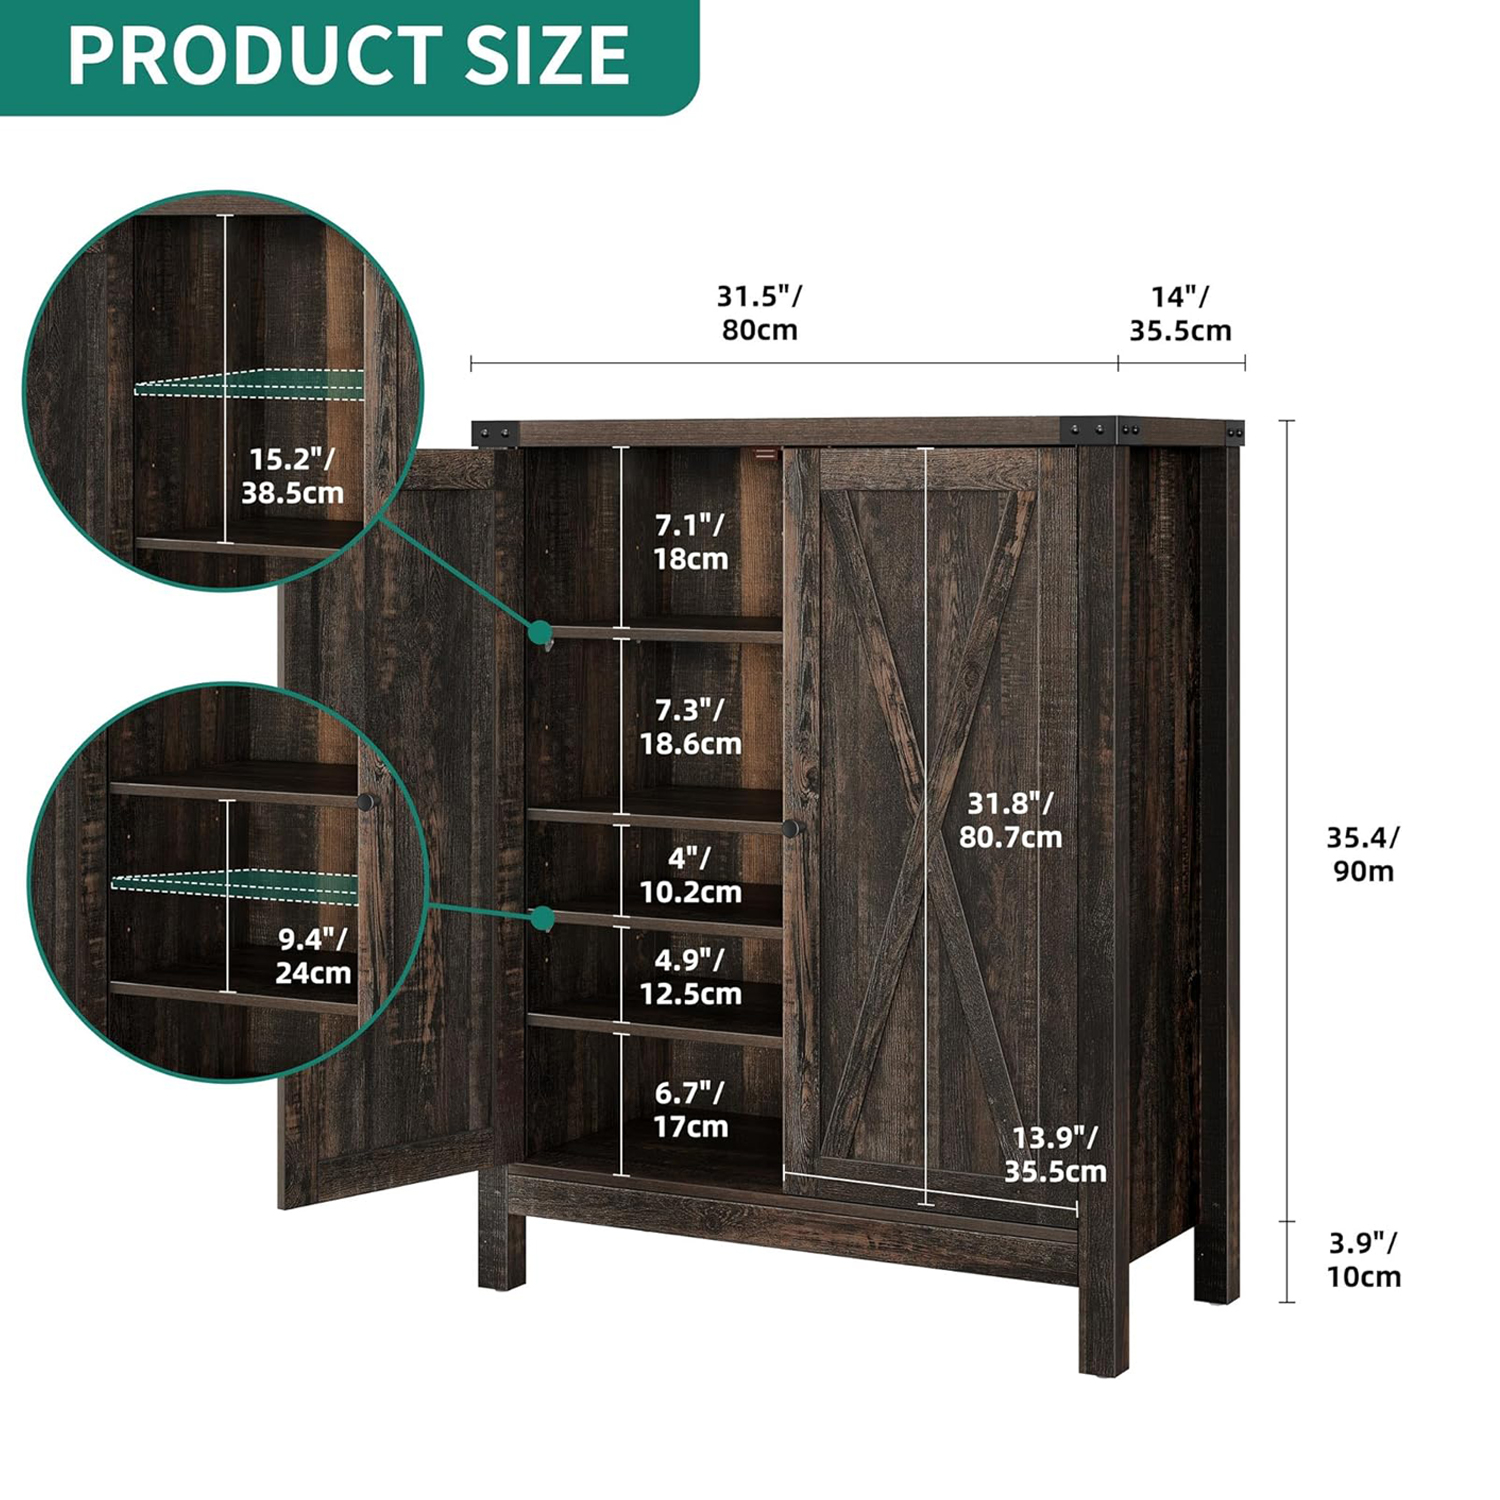 PRODUCT SIZE
31.5"/
80cm
14"/
35.5cm
15.2"/
38.5cm
7.1"/
18cm
7.3"/
18.6cm
31.8"/
80.7cm
35.4/
90m
4"/
10.2cm
9.4"/
24cm
4.9"/
12.5cm
6.7"/
17cm
13.9"/
35.5cm
3.9"/
10cm